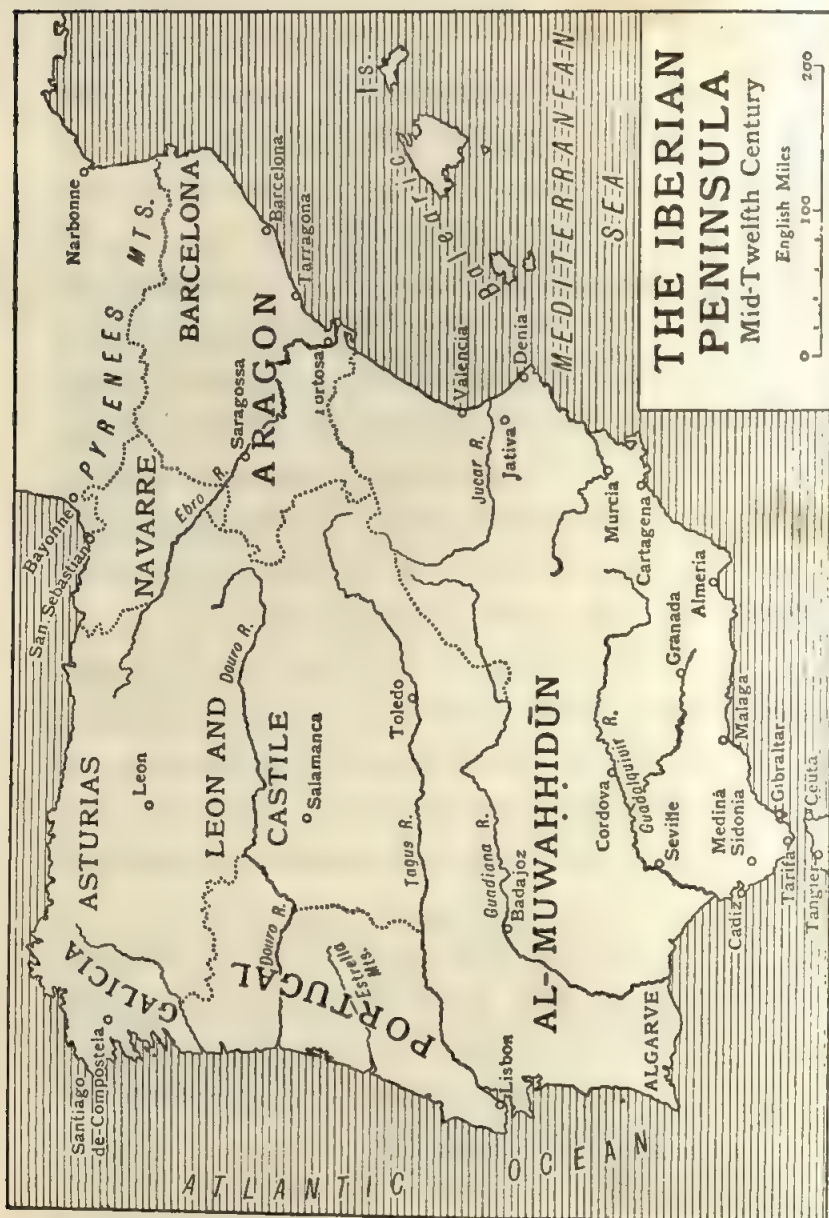 THE IBERIAN
PENINSULA
Mid-Twelfth Century
English Miles
0 100 200
ATLANTIC
OCEAN
MEDITERRANEAN
SEA
Balearic Is.
Santiago
de-Compostela
GALICIA
ASTURIAS
Leon
LEON AND
CASTILE
Salamanca
Douro R.
Douro R.
San Sebastian
Bayonne
NAVARRE
PYRENEES MTS.
Narbonne
BARCELONA
Barcelona
Tarragona
Ebro R.
Saragossa
ARAGON
Tortosa
PORTUGAL
Estrella
Mts.
Tagus R.
Toledo
Lisbon
Valencia
Denia
Jucar R.
Jativa
Guadiana R.
Badajoz
AL-MUWAḤḤIDŪN
ALGARVE
Cordova
Guadalquivir R.
Seville
Murcia
Cartagena
Granada
Almeria
Malaga
Medina
Sidonia
Cadiz
Gibraltar
Tarifa
Ceuta
Tangier